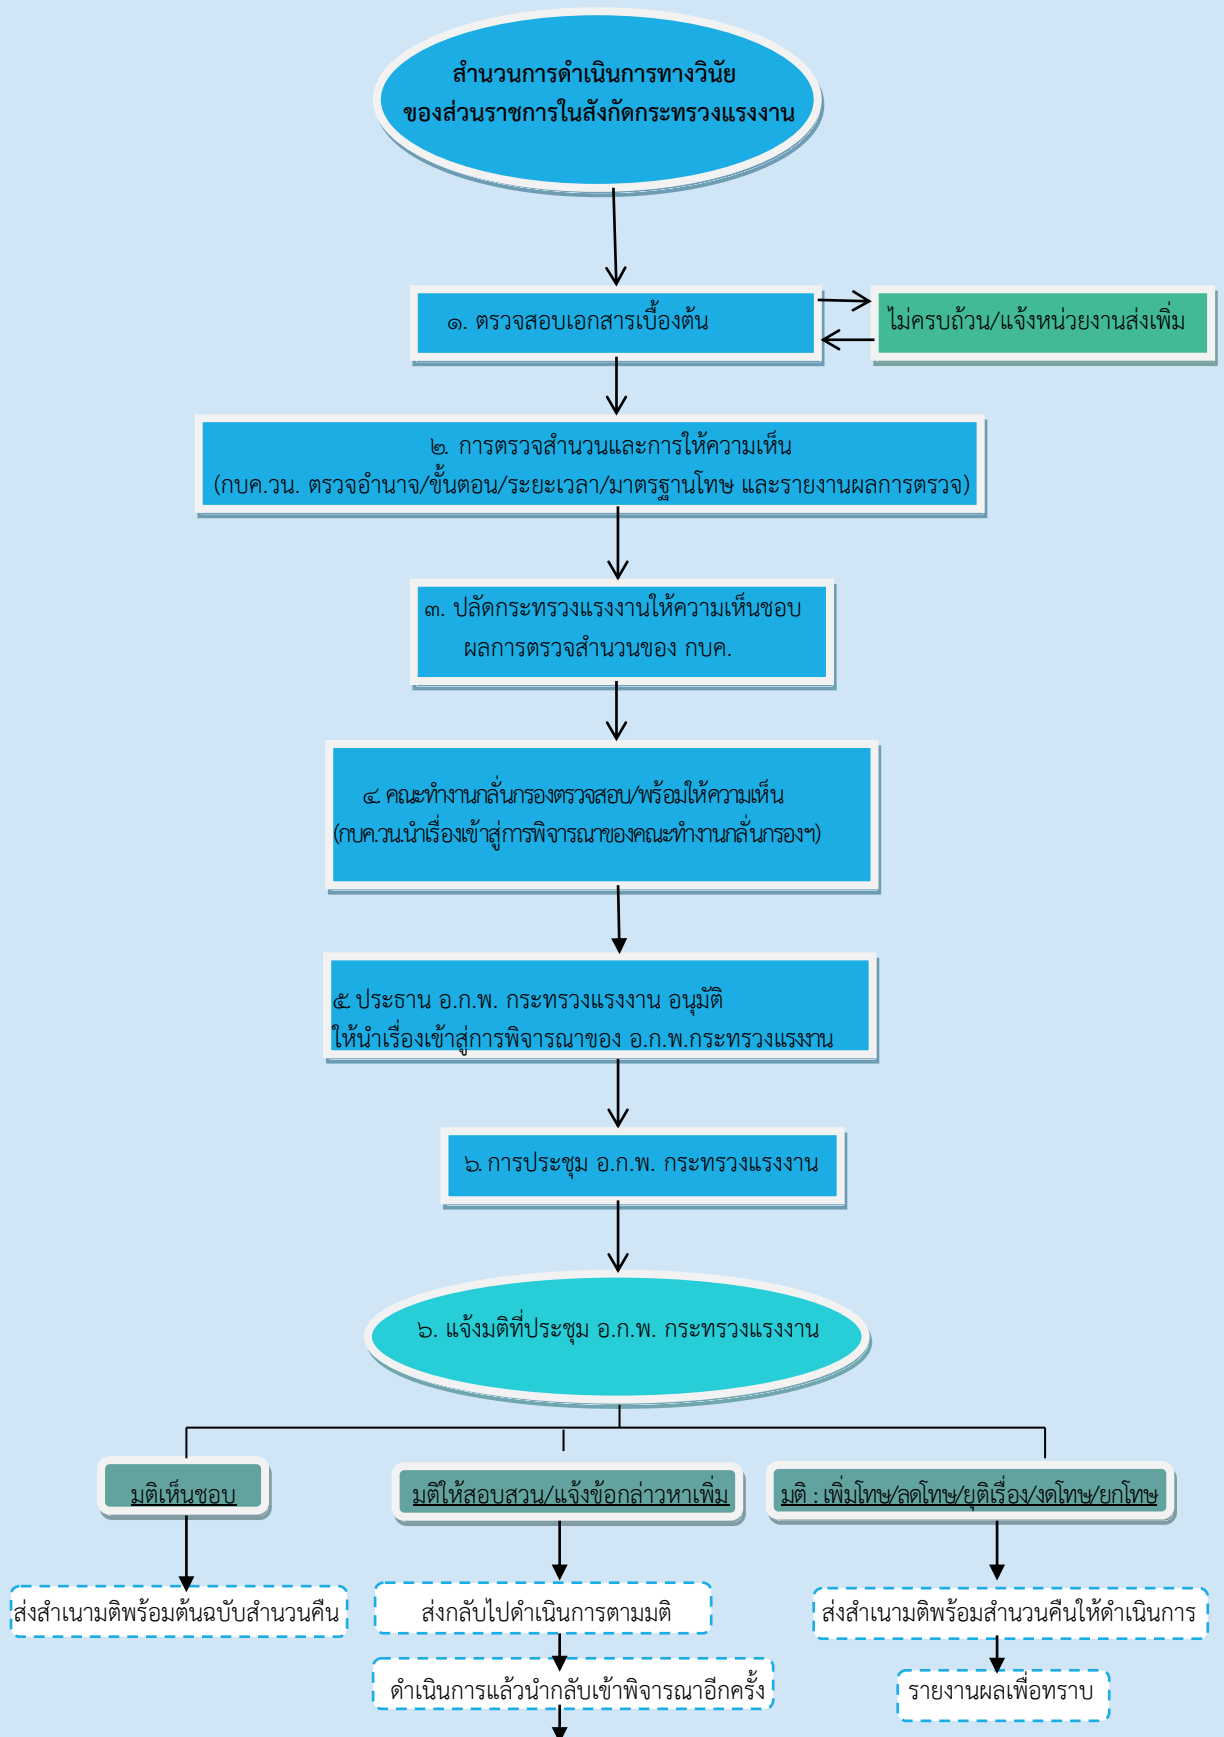 สำนวนการดำเนินการทางวินัย
ของส่วนราชการในสังกัดกระทรวงแรงงาน
๑. ตรวจสอบเอกสารเบื้องต้น
ไม่ครบถ้วน/แจ้งหน่วยงานส่งเพิ่ม
๒. การตรวจสำนวนและการให้ความเห็น
(กบค.วน. ตรวจอำนาจ/ขั้นตอน/ระยะเวลา/มาตรฐานโทษ และรายงานผลการตรวจ)
๓. ปลัดกระทรวงแรงงานให้ความเห็นชอบ
ผลการตรวจสำนวนของ กบค.
๔. คณะทำงานกลั่นกรองตรวจสอบ/พร้อมให้ความเห็น
(กบค.วน.นำเรื่องเข้าสู่การพิจารณาของคณะทำงานกลั่นกรองฯ)
๕. ประธาน อ.ก.พ. กระทรวงแรงงาน อนุมัติ
ให้นำเรื่องเข้าสู่การพิจารณาของ อ.ก.พ.กระทรวงแรงงาน
๖. การประชุม อ.ก.พ. กระทรวงแรงงาน
๖. แจ้งมติที่ประชุม อ.ก.พ. กระทรวงแรงงาน
มติเห็นชอบ
มติให้สอบสวน/แจ้งข้อกล่าวหาเพิ่ม
มติ : เพิ่มโทษ/ลดโทษ/ยุติเรื่อง/งดโทษ/ยกโทษ
ส่งสำเนามติพร้อมต้นฉบับสำนวนคืน
ส่งกลับไปดำเนินการตามมติ
ส่งสำเนามติพร้อมสำนวนคืนให้ดำเนินการ
ดำเนินการแล้วนำกลับเข้าพิจารณาอีกครั้ง
รายงานผลเพื่อทราบ